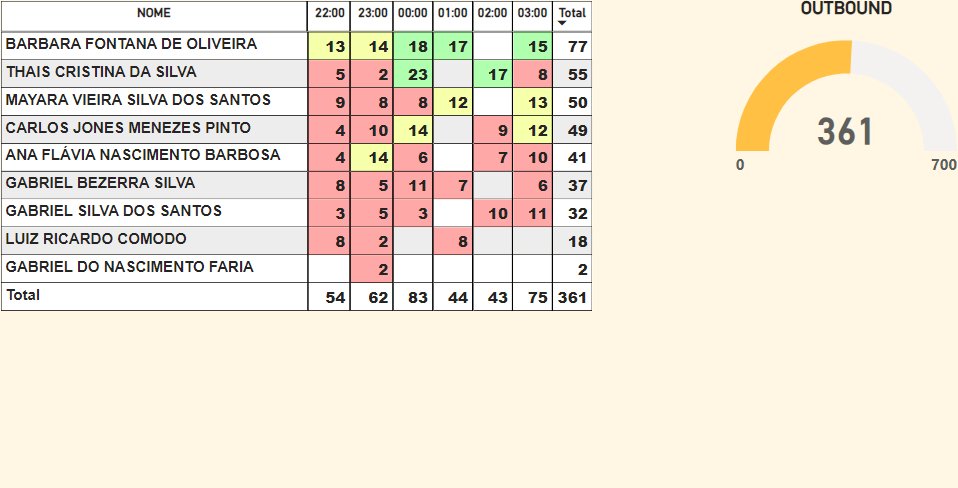 NOME 22:00 23:00 00:00 01:00 02:00 03:00 Total
BARBARA FONTANA DE OLIVEIRA 13 14 18 17 15 77
THAIS CRISTINA DA SILVA 5 2 23 17 8 55
MAYARA VIEIRA SILVA DOS SANTOS 9 8 8 12 13 50
CARLOS JONES MENEZES PINTO 4 10 14 9 12 49
ANA FLÁVIA NASCIMENTO BARBOSA 4 14 6 7 10 41
GABRIEL BEZERRA SILVA 8 5 11 7 6 37
GABRIEL SILVA DOS SANTOS 3 5 3 10 11 32
LUIZ RICARDO COMODO 8 2 8 18
GABRIEL DO NASCIMENTO FARIA 2 2
Total 54 62 83 44 43 75 361
OUTBOUND
361
0 700